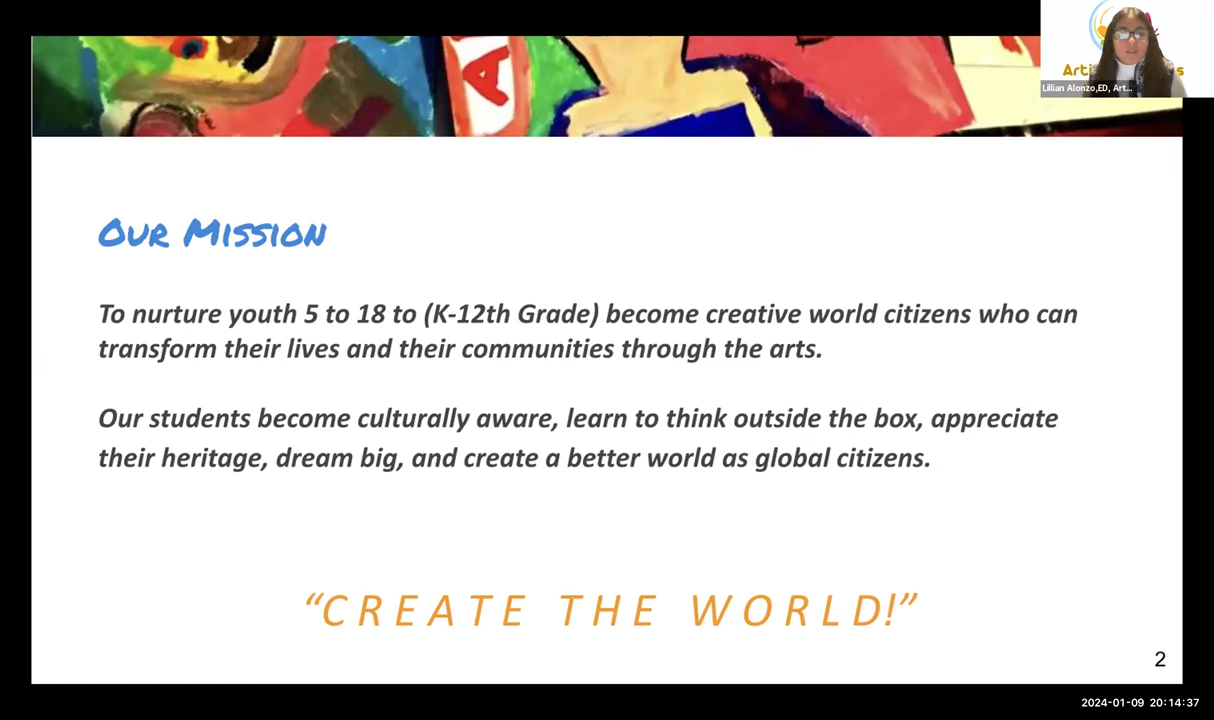 A
Arti
s
Lillian Alonzo,ED, Art...
Our Mission
To nurture youth 5 to 18 to (K-12th Grade) become creative world citizens who can
transform their lives and their communities through the arts.
Our students become culturally aware, learn to think outside the box, appreciate
their heritage, dream big, and create a better world as global citizens.
“CREATE THE WORLD!”
2
2024-01-09 20:14:37